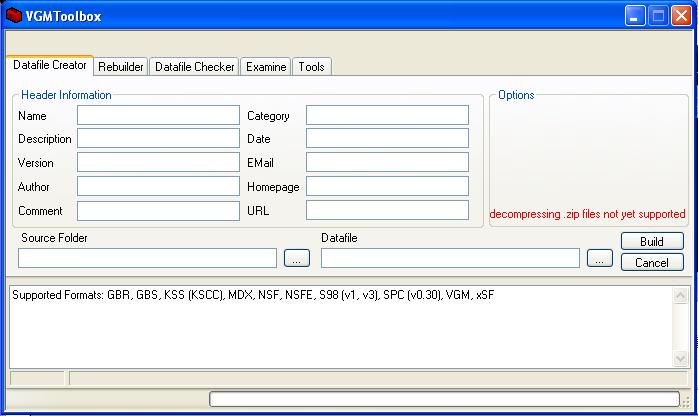 VGMToolbox
Datafile Creator Rebuilder Datafile Checker Examine Tools
Header Information
Options
Name
Category
Description
Date
Version
EMail
Author
Homepage
Comment
URL
decompressing .zip files not yet supported
Source Folder
Datafile
...
...
Build
Cancel
Supported Formats: GBR, GBS, KSS (KSCC), MDX, NSF, NSFE, S98 (v1, v3), SPC (v0.30), VGM, xSF